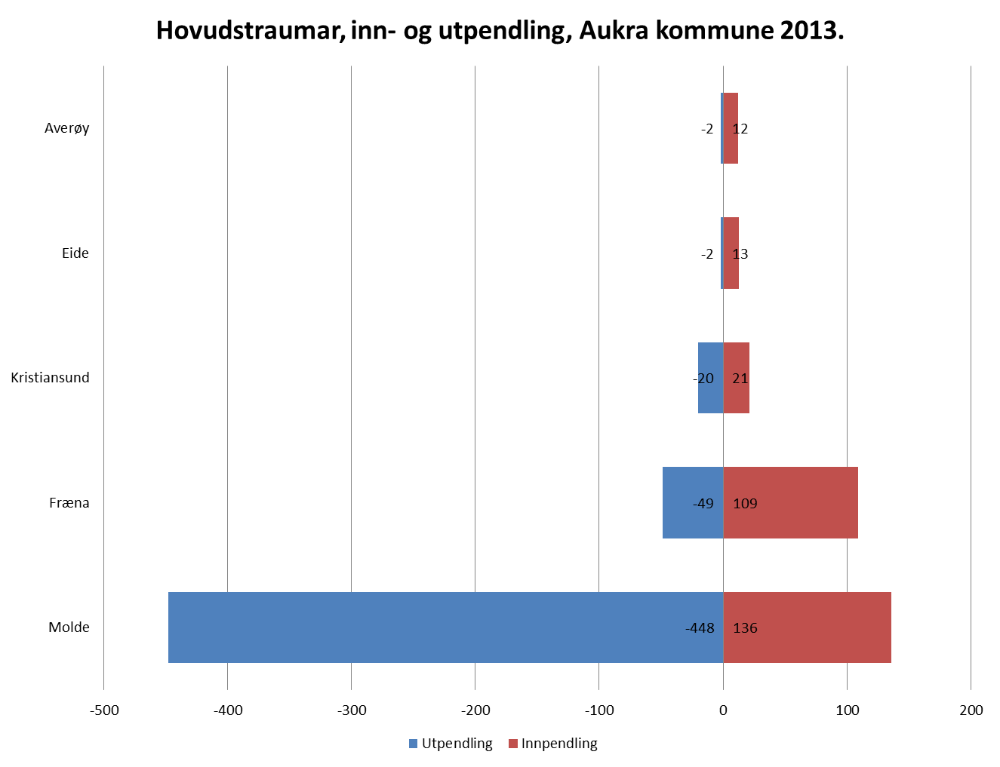 Hovudstraumar, inn- og utpendling, Aukra kommune 2013.
Averøy -2 12
Eide -2 13
Kristiansund -20 21
Fræna -49 109
Molde -448 136
-500 -400 -300 -200 -100 0 100 200
Utpendling Innpendling